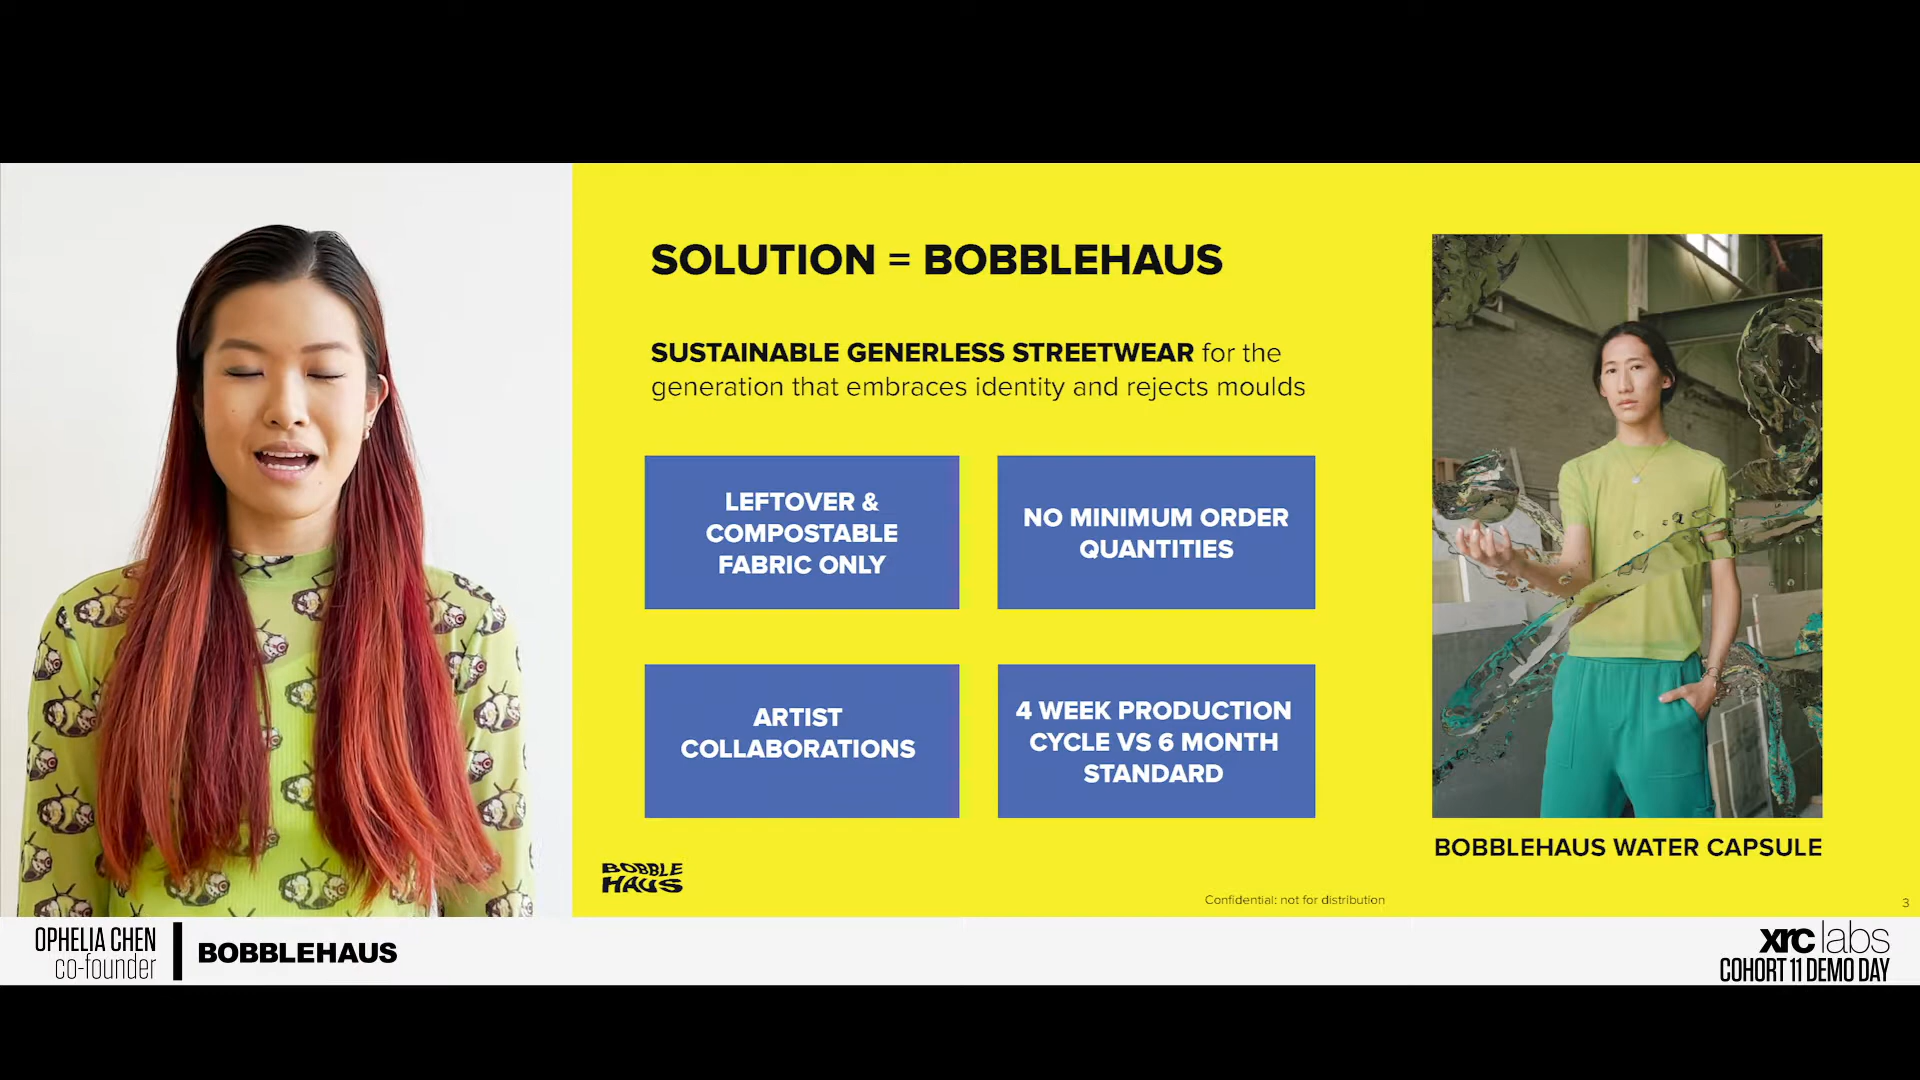 SOLUTION = BOBBLEHAUS
SUSTAINABLE GENERLESS STREETWEAR for the
generation that embraces identity and rejects moulds
LEFTOVER &
COMPOSTABLE
FABRIC ONLY
NO MINIMUM ORDER
QUANTITIES
ARTIST
COLLABORATIONS
4 WEEK PRODUCTION
CYCLE VS 6 MONTH
STANDARD
BOBBLEHAUS WATER CAPSULE
BOBBLE
HAUS
Confidential: not for distribution
3
OPHELIA CHEN
co-founder
BOBBLEHAUS
xrc labs
COHORT 11 DEMO DAY